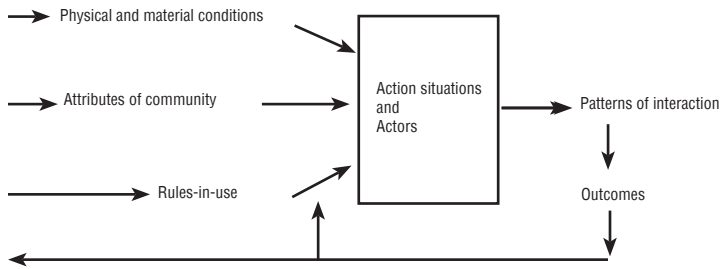 Physical and material conditions
Attributes of community
Rules-in-use
Action situations
and
Actors
Patterns of interaction
Outcomes